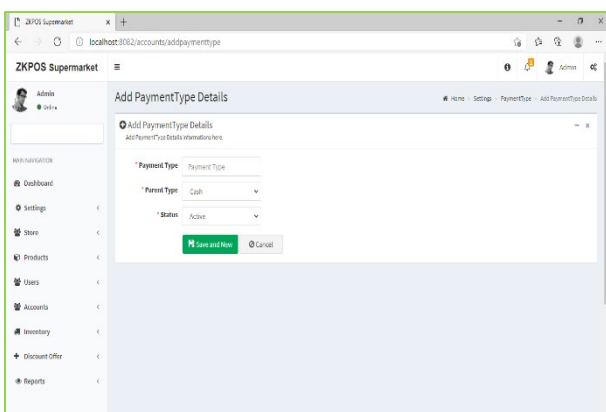 ZKPOS Supermarket
localhost:8082/accounts/addpaymenttype
ZKPOS Supermarket
Admin
Admin
Online
Add PaymentType Details
Home > Settings > PaymentType > Add PaymentType Details
Add PaymentType Details
Add PaymentType Details Informations here.
MAIN NAVIGATION
* Payment Type
Payment Type
Dashboard
* Parent Type
Cash
Settings
* Status
Active
Store
Save and New
Cancel
Products
Users
Accounts
Inventory
Discount Offer
Reports